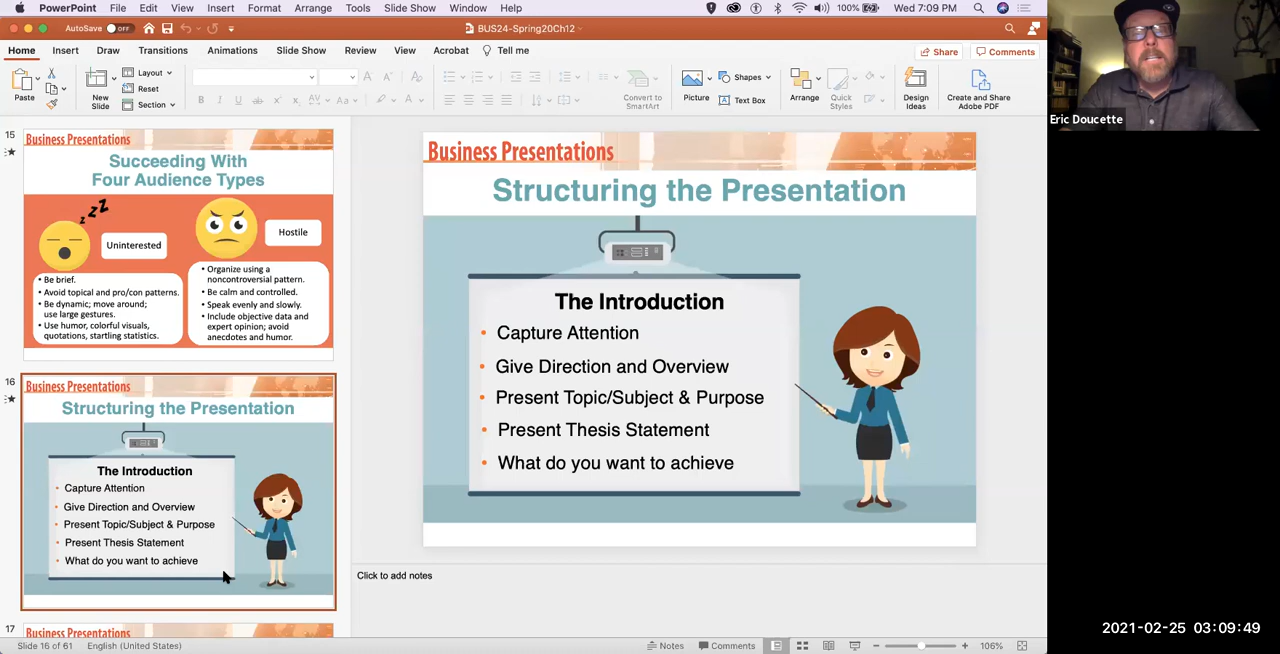 PowerPoint File Edit View Insert Format Arrange Tools Slide Show Window Help 100% Wed 7:09 PM
AutoSave OFF BUS24-Spring20Ch12
Home Insert Draw Transitions Animations Slide Show Review View Acrobat Tell me Share Comments
Paste
New Slide
Layout
Reset
Section
Convert to SmartArt
Picture
Shapes
Text Box
Arrange
Quick Styles
Design Ideas
Create and Share Adobe PDF
15
Business Presentations
Succeeding With
Four Audience Types
z z Z
Uninterested
Hostile
• Be brief.
• Avoid topical and pro/con patterns.
• Be dynamic; move around;
use large gestures.
• Use humor, colorful visuals,
quotations, startling statistics.
• Organize using a
noncontroversial pattern.
• Be calm and controlled.
• Speak evenly and slowly.
• Include objective data and
expert opinion; avoid
anecdotes and humor.
16
Business Presentations
Structuring the Presentation
The Introduction
• Capture Attention
• Give Direction and Overview
• Present Topic/Subject & Purpose
• Present Thesis Statement
• What do you want to achieve
17
Business Presentations
Business Presentations
Structuring the Presentation
The Introduction
• Capture Attention
• Give Direction and Overview
• Present Topic/Subject & Purpose
• Present Thesis Statement
• What do you want to achieve
Click to add notes
Slide 16 of 61 English (United States) Notes Comments 106%
Eric Doucette
2021-02-25 03:09:49